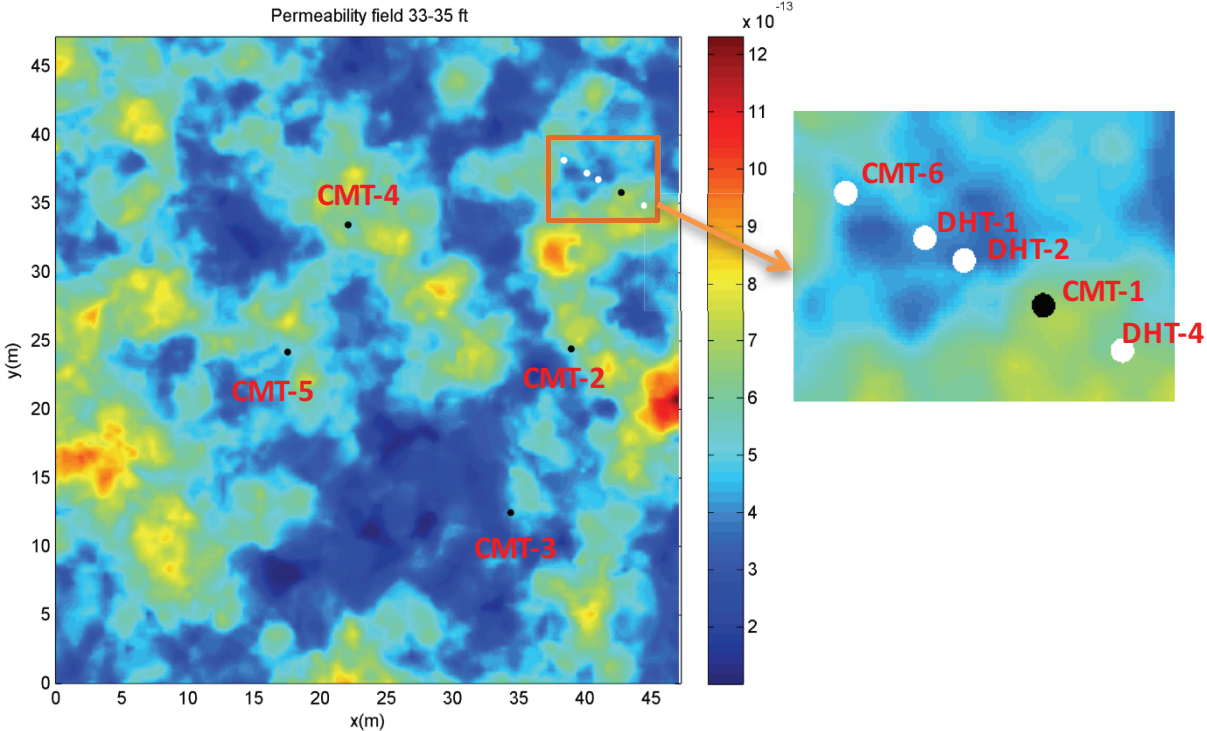 Permeability field 33-35 ft
x 10
-13
45
40
35
30
25
20
15
10
5
0
y(m)
0 5 10 15 20 25 30 35 40 45
x(m)
12
11
10
9
8
7
6
5
4
3
2
CMT-4
CMT-5
CMT-2
CMT-3
CMT-6
DHT-1
DHT-2
CMT-1
DHT-4